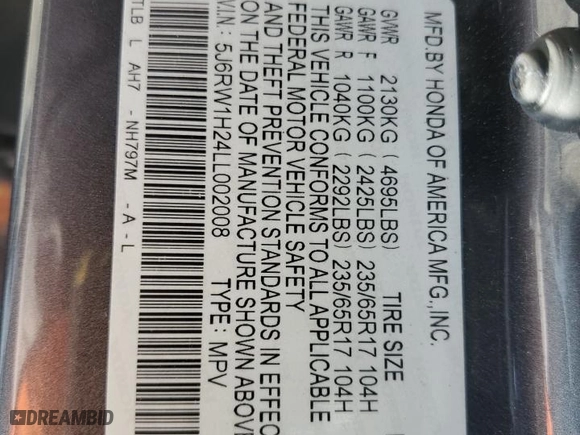 MFD.BY HONDA OF AMERICA MFG.,INC.
GVWR 2130KG (4695LBS) TIRE SIZE
GAWR F 1100KG (2425LBS) 235/65R17 104H
GAWR R 1040KG (2292LBS) 235/65R17 104H
THIS VEHICLE CONFORMS TO ALL APPLICABLE
FEDERAL MOTOR VEHICLE SAFETY
AND THEFT PREVENTION STANDARDS IN EFFEC
ON THE DATE OF MANUFACTURE SHOWN ABOVE
V.I.N. : 5J6RW1H24LL002008 TYPE: MPV
TLB L AH7 -NH797M -A-L
DREAMBID